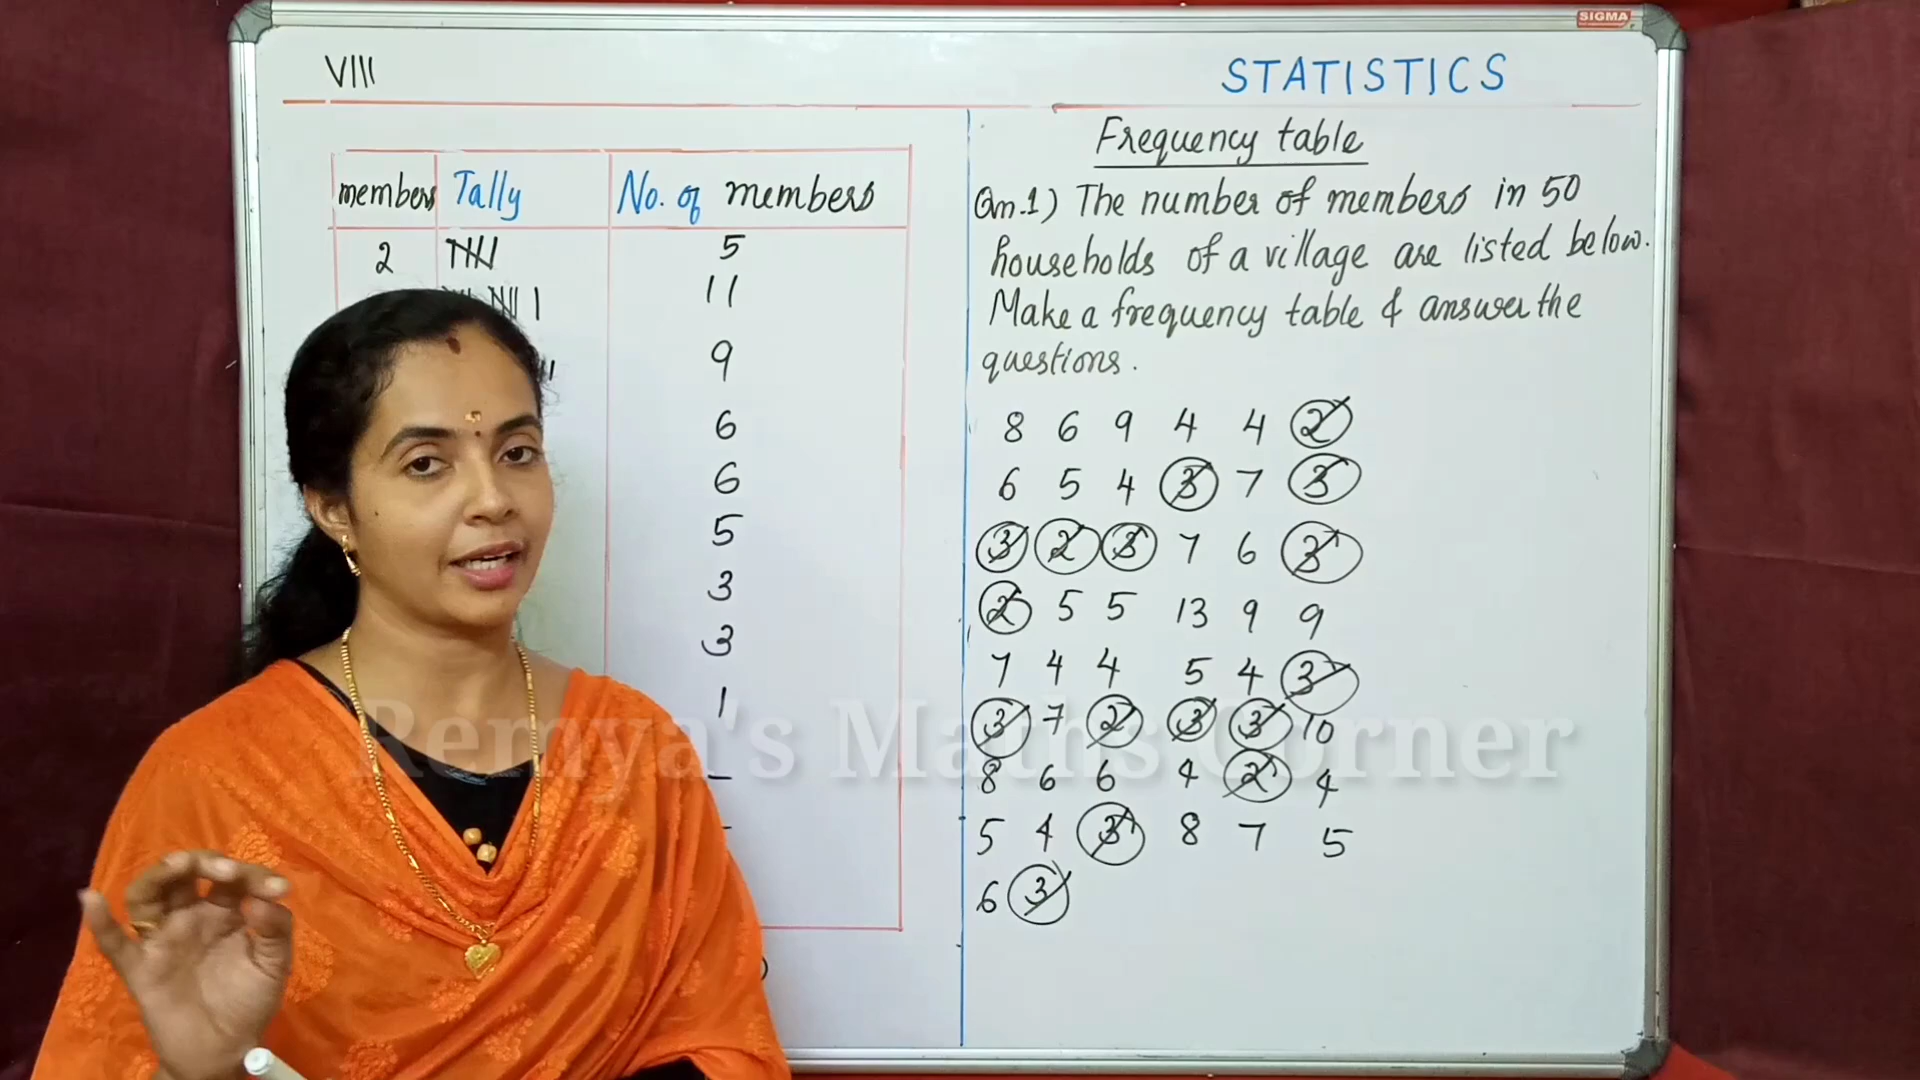 SIGMA
VIII
STATISTICS
members Tally No. of members
2 5
11
9
6
6
5
3
3
1
–
–
Frequency table
Qn.1) The number of members in 50
households of a village are listed below.
Make a frequency table & answer the
questions.
8 6 9 4 4 2
6 5 4 3 7 3
3 2 3 7 6 3
2 5 5 13 9 9
7 4 4 5 4 3
3 7 2 3 3 10
8 6 6 4 2 4
5 4 3 8 7 5
6 3
Remya's Maths Corner